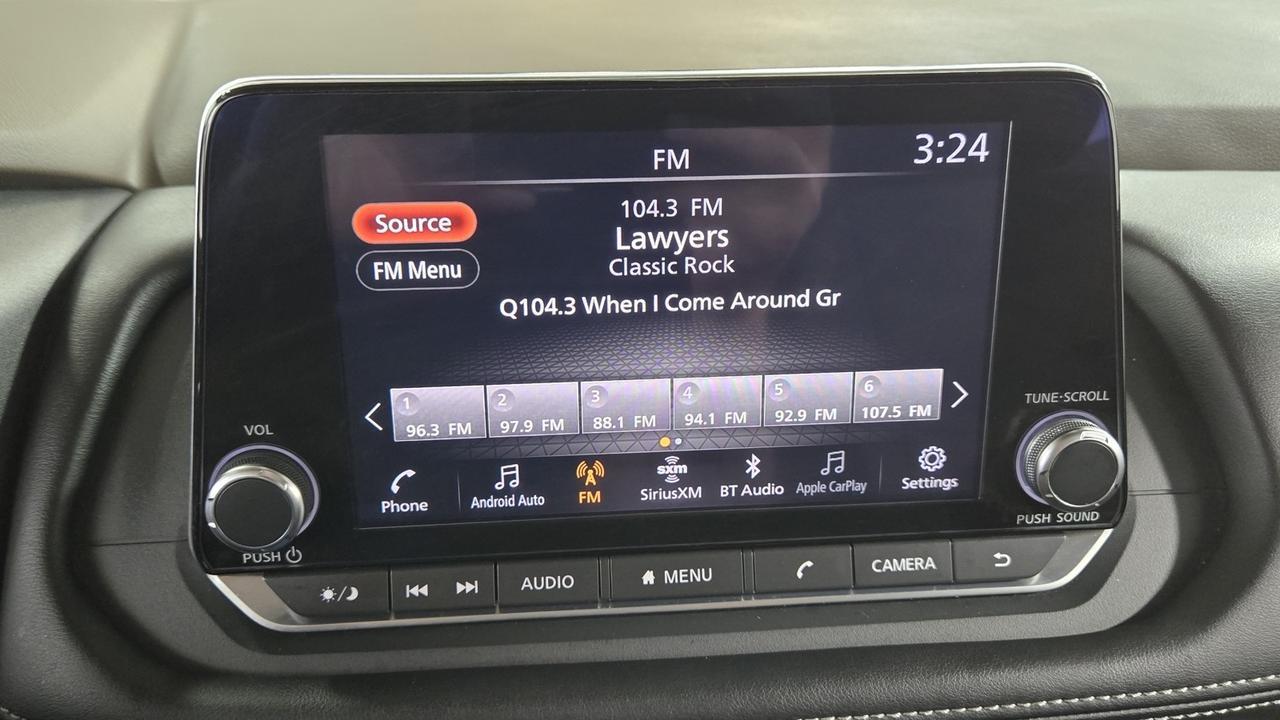 FM
3:24
Source
FM Menu
104.3 FM
Lawyers
Classic Rock
Q104.3 When I Come Around Gr
1
96.3 FM
2
97.9 FM
3
88.1 FM
4
94.1 FM
5
92.9 FM
6
107.5 FM
VOL
PUSH
TUNE·SCROLL
PUSH SOUND
Phone
Android Auto
FM
sxm
SiriusXM
BT Audio
Apple CarPlay
Settings
AUDIO
MENU
CAMERA